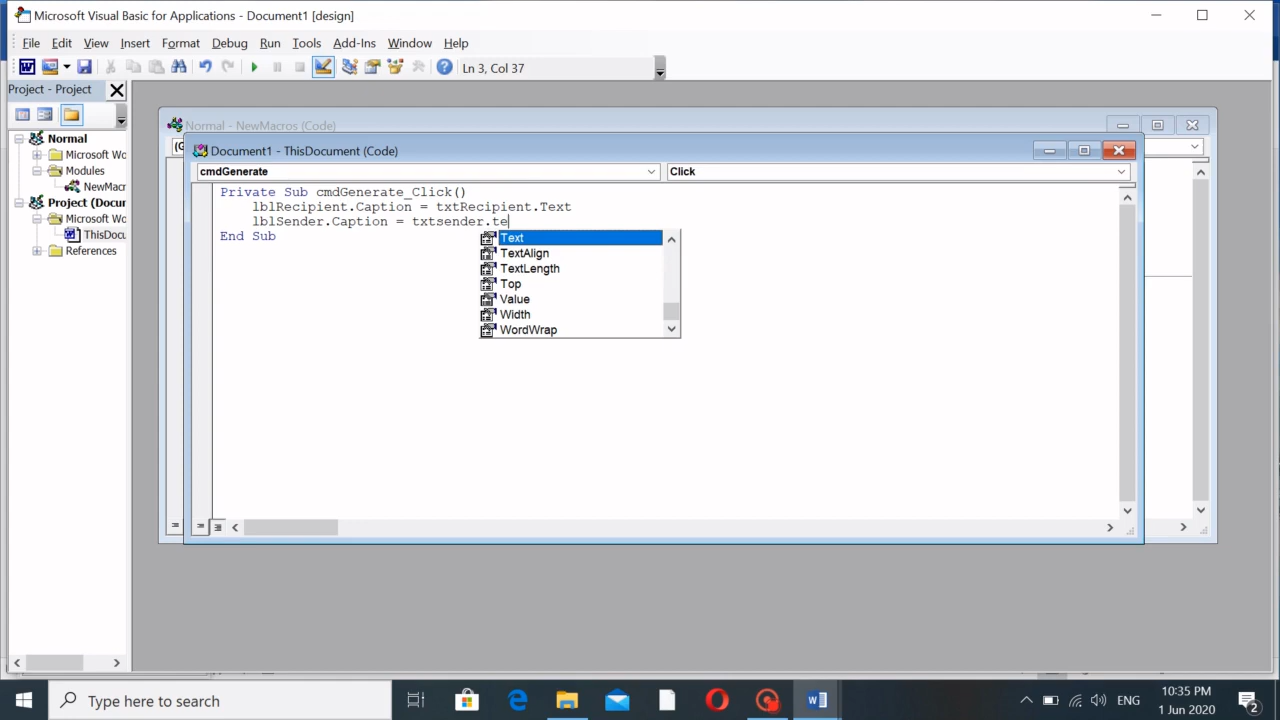 Microsoft Visual Basic for Applications - Document1 [design]
File Edit View Insert Format Debug Run Tools Add-Ins Window Help
Ln 3, Col 37
Project - Project
Normal
Microsoft Wo
Modules
NewMacr
Project (Docur
Microsoft Wo
ThisDocu
References
Normal - NewMacros (Code)
(G
Document1 - ThisDocument (Code)
cmdGenerate Click
Private Sub cmdGenerate_Click()
lblRecipient.Caption = txtRecipient.Text
lblSender.Caption = txtsender.te
End Sub
Text
TextAlign
TextLength
Top
Value
Width
WordWrap
Type here to search
ENG
10:35 PM
1 Jun 2020
2